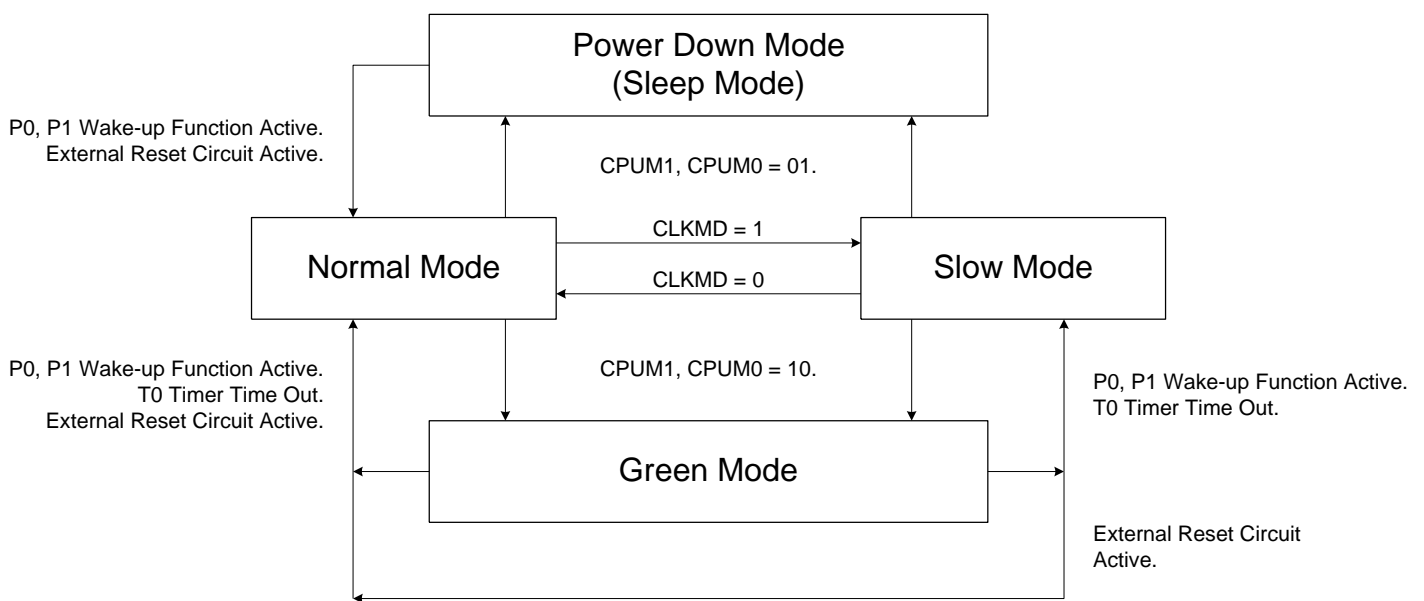 Power Down Mode
(Sleep Mode)
P0, P1 Wake-up Function Active.
External Reset Circuit Active.
CPUM1, CPUM0 = 01.
CLKMD = 1
Normal Mode
Slow Mode
CLKMD = 0
P0, P1 Wake-up Function Active.
T0 Timer Time Out.
External Reset Circuit Active.
CPUM1, CPUM0 = 10.
P0, P1 Wake-up Function Active.
T0 Timer Time Out.
Green Mode
External Reset Circuit
Active.